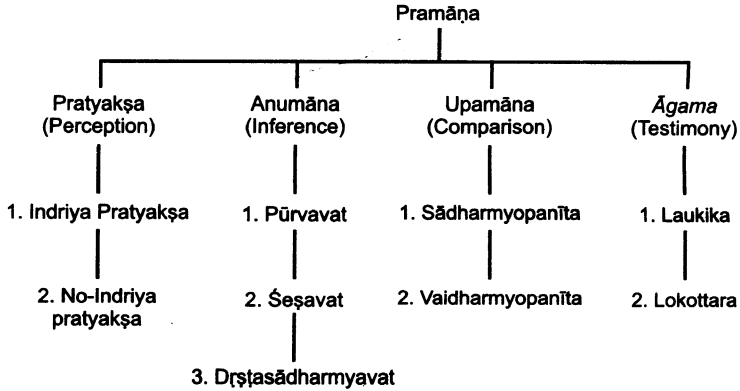 Pramāṇa
Pratyakṣa
(Perception)
Anumāna
(Inference)
Upamāna
(Comparison)
Āgama
(Testimony)
1. Indriya Pratyakṣa
1. Pūrvavat
1. Sādharmyopanīta
1. Laukika
2. No-Indriya
pratyakṣa
2. Śeṣavat
2. Vaidharmyopanīta
2. Lokottara
3. Dṛṣṭasādharmyavat